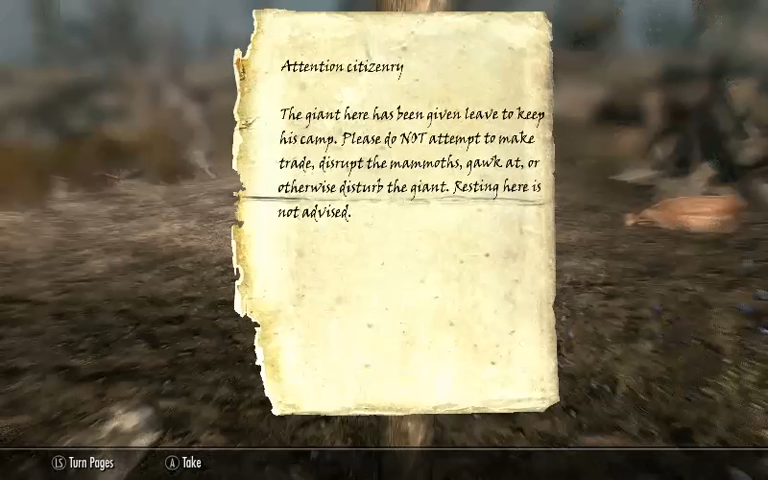 Attention citizenry
The giant here has been given leave to keep
his camp. Please do NOT attempt to make
trade, disrupt the mammoths, gawk at, or
otherwise disturb the giant. Resting here is
not advised.
LS Turn Pages A Take